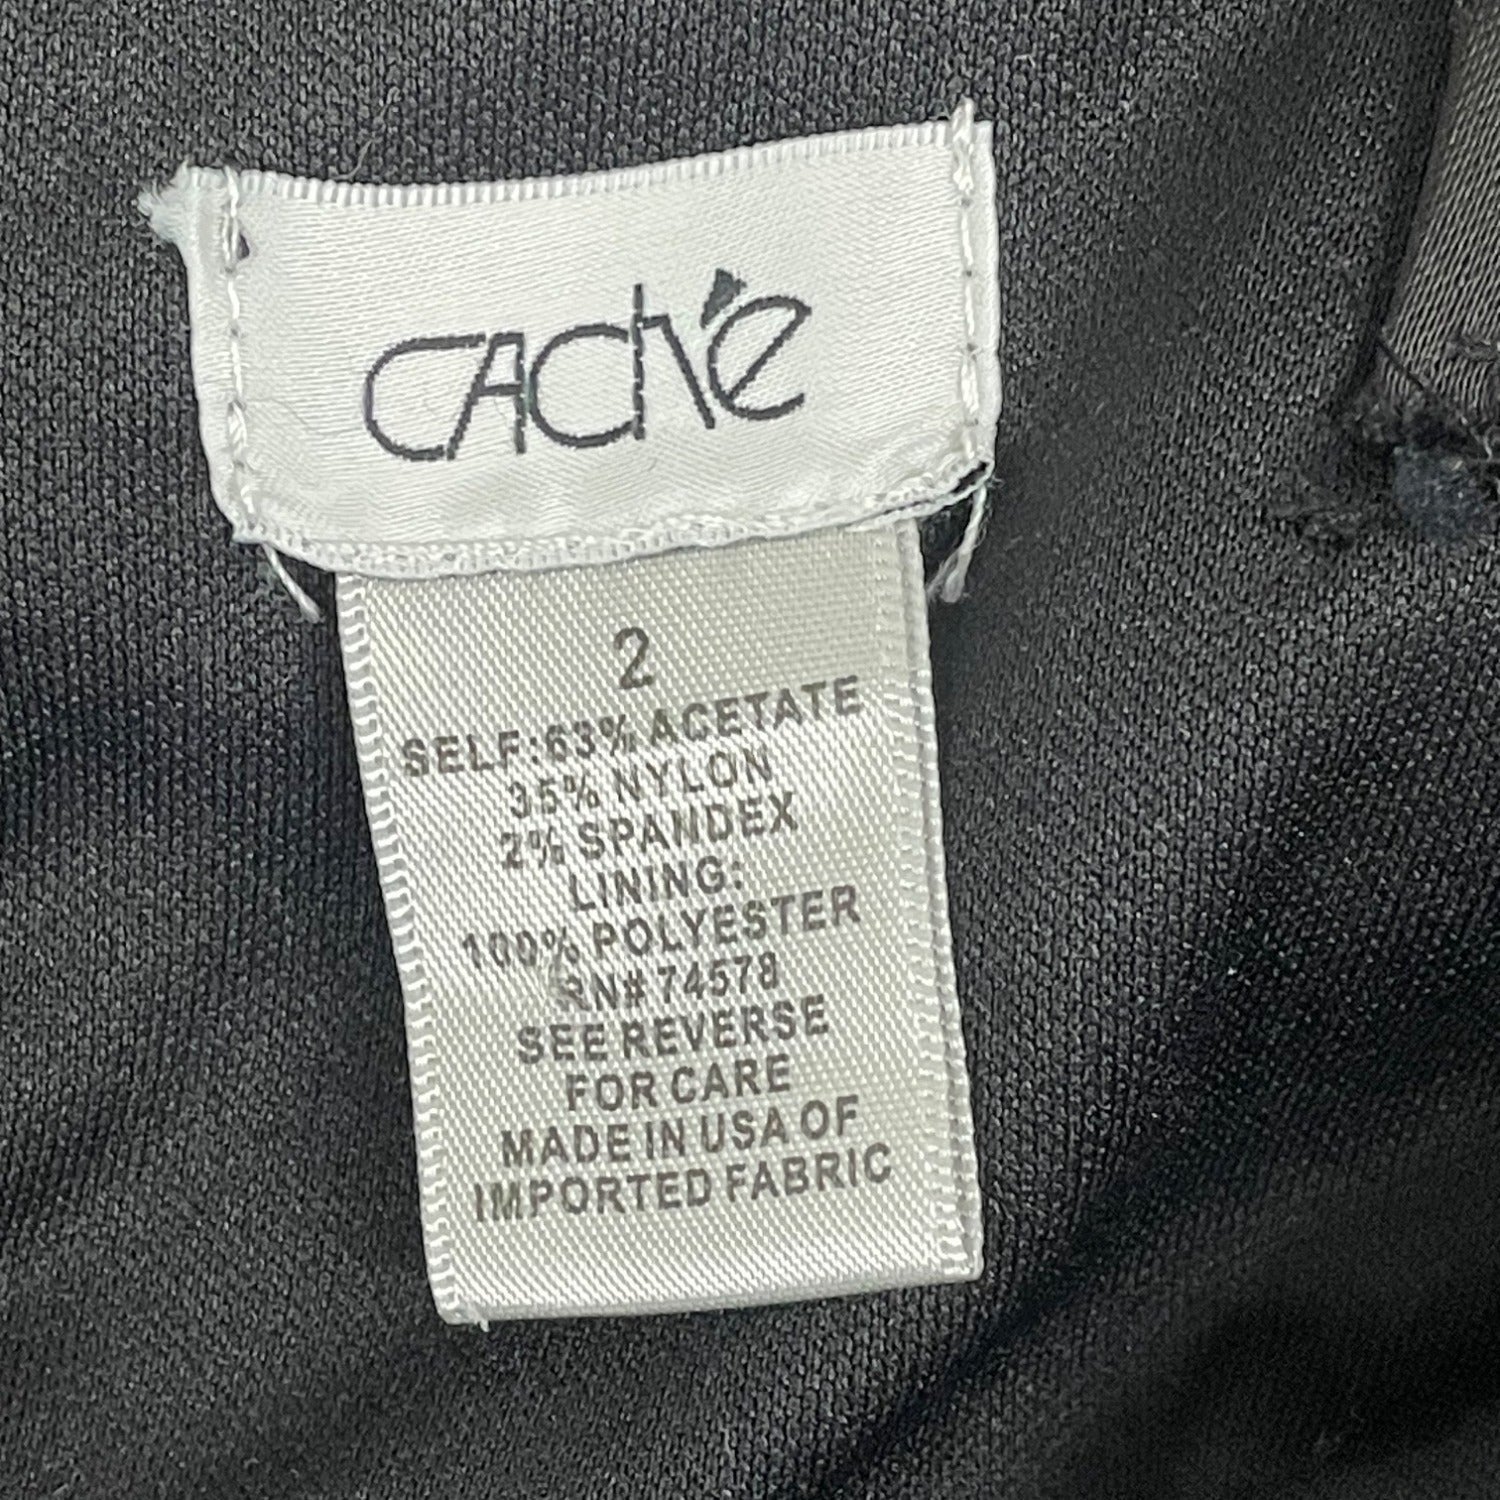 CACHÉ
2
SELF:63% ACETATE
35% NYLON
2% SPANDEX
LINING:
100% POLYESTER
RN# 74578
SEE REVERSE
FOR CARE
MADE IN USA OF
IMPORTED FABRIC